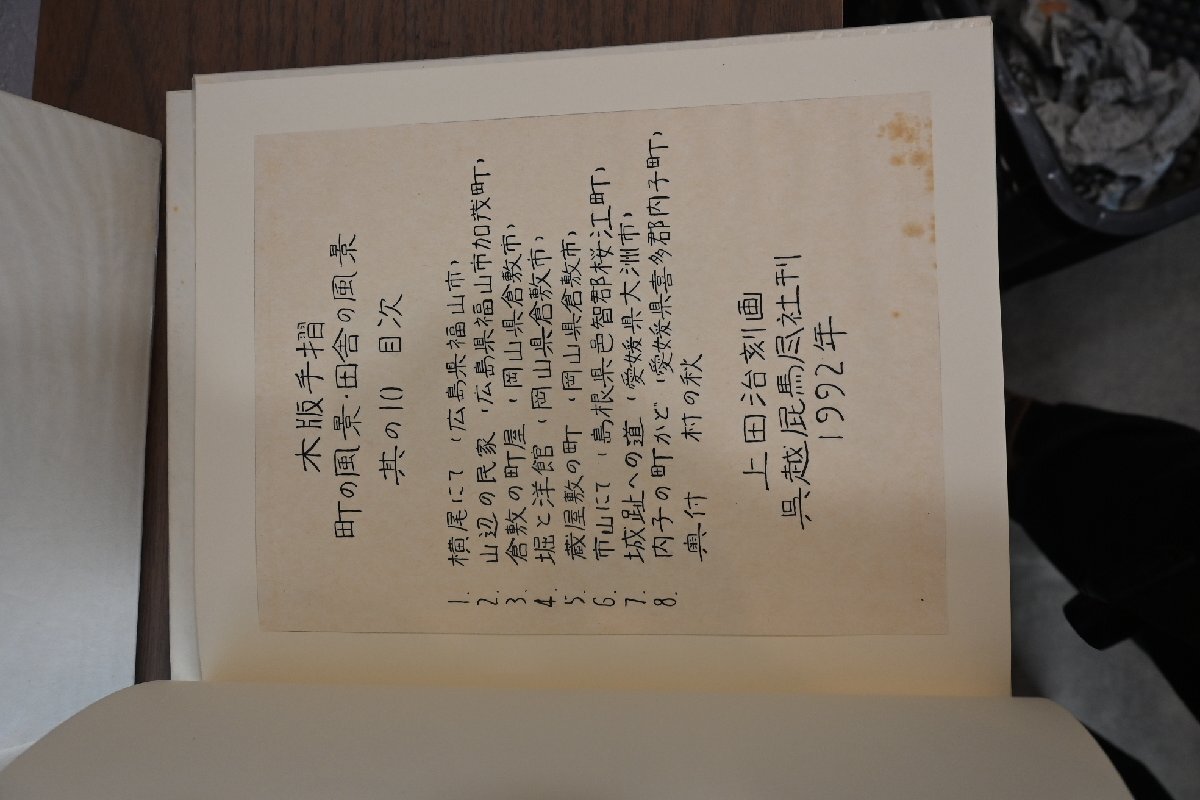 木版手摺
町の風景・田舎の風景
其の10 目次
1. 横尾にて (広島県福山市)
2. 山辺の民家 (広島県福山市加茂町)
3. 倉敷の町屋 (岡山県倉敷市)
4. 堀と洋館 (岡山県倉敷市)
5. 蔵屋敷の町 (岡山県倉敷市)
6. 市山にて (島根県邑智郡桜江町)
7. 城趾への道 (愛媛県大洲市)
8. 内子の町かど (愛媛県喜多郡内子町)
奥付 村の秋
上田治刻画
呉越屁馬尽社刊
1992年